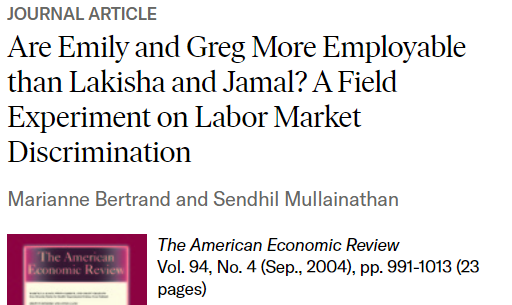 JOURNAL ARTICLE
Are Emily and Greg More Employable
than Lakisha and Jamal? A Field
Experiment on Labor Market
Discrimination
Marianne Bertrand and Sendhil Mullainathan
The American
Economic Review
The American Economic Review
Vol. 94, No. 4 (Sep., 2004), pp. 991-1013 (23
pages)